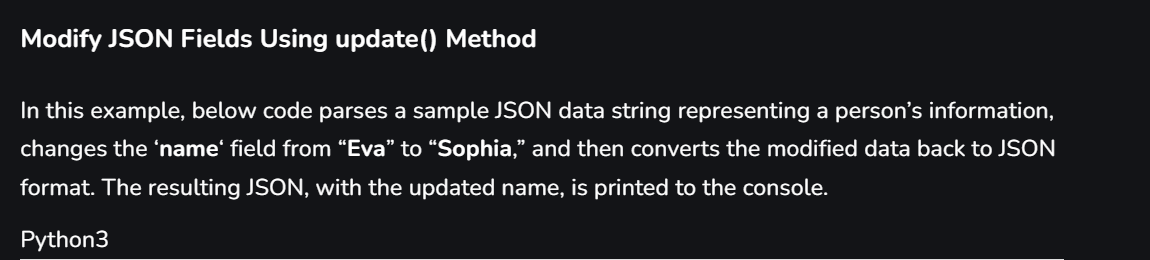 Modify JSON Fields Using update() Method
In this example, below code parses a sample JSON data string representing a person’s information,
changes the ‘name‘ field from “Eva” to “Sophia,” and then converts the modified data back to JSON
format. The resulting JSON, with the updated name, is printed to the console.
Python3